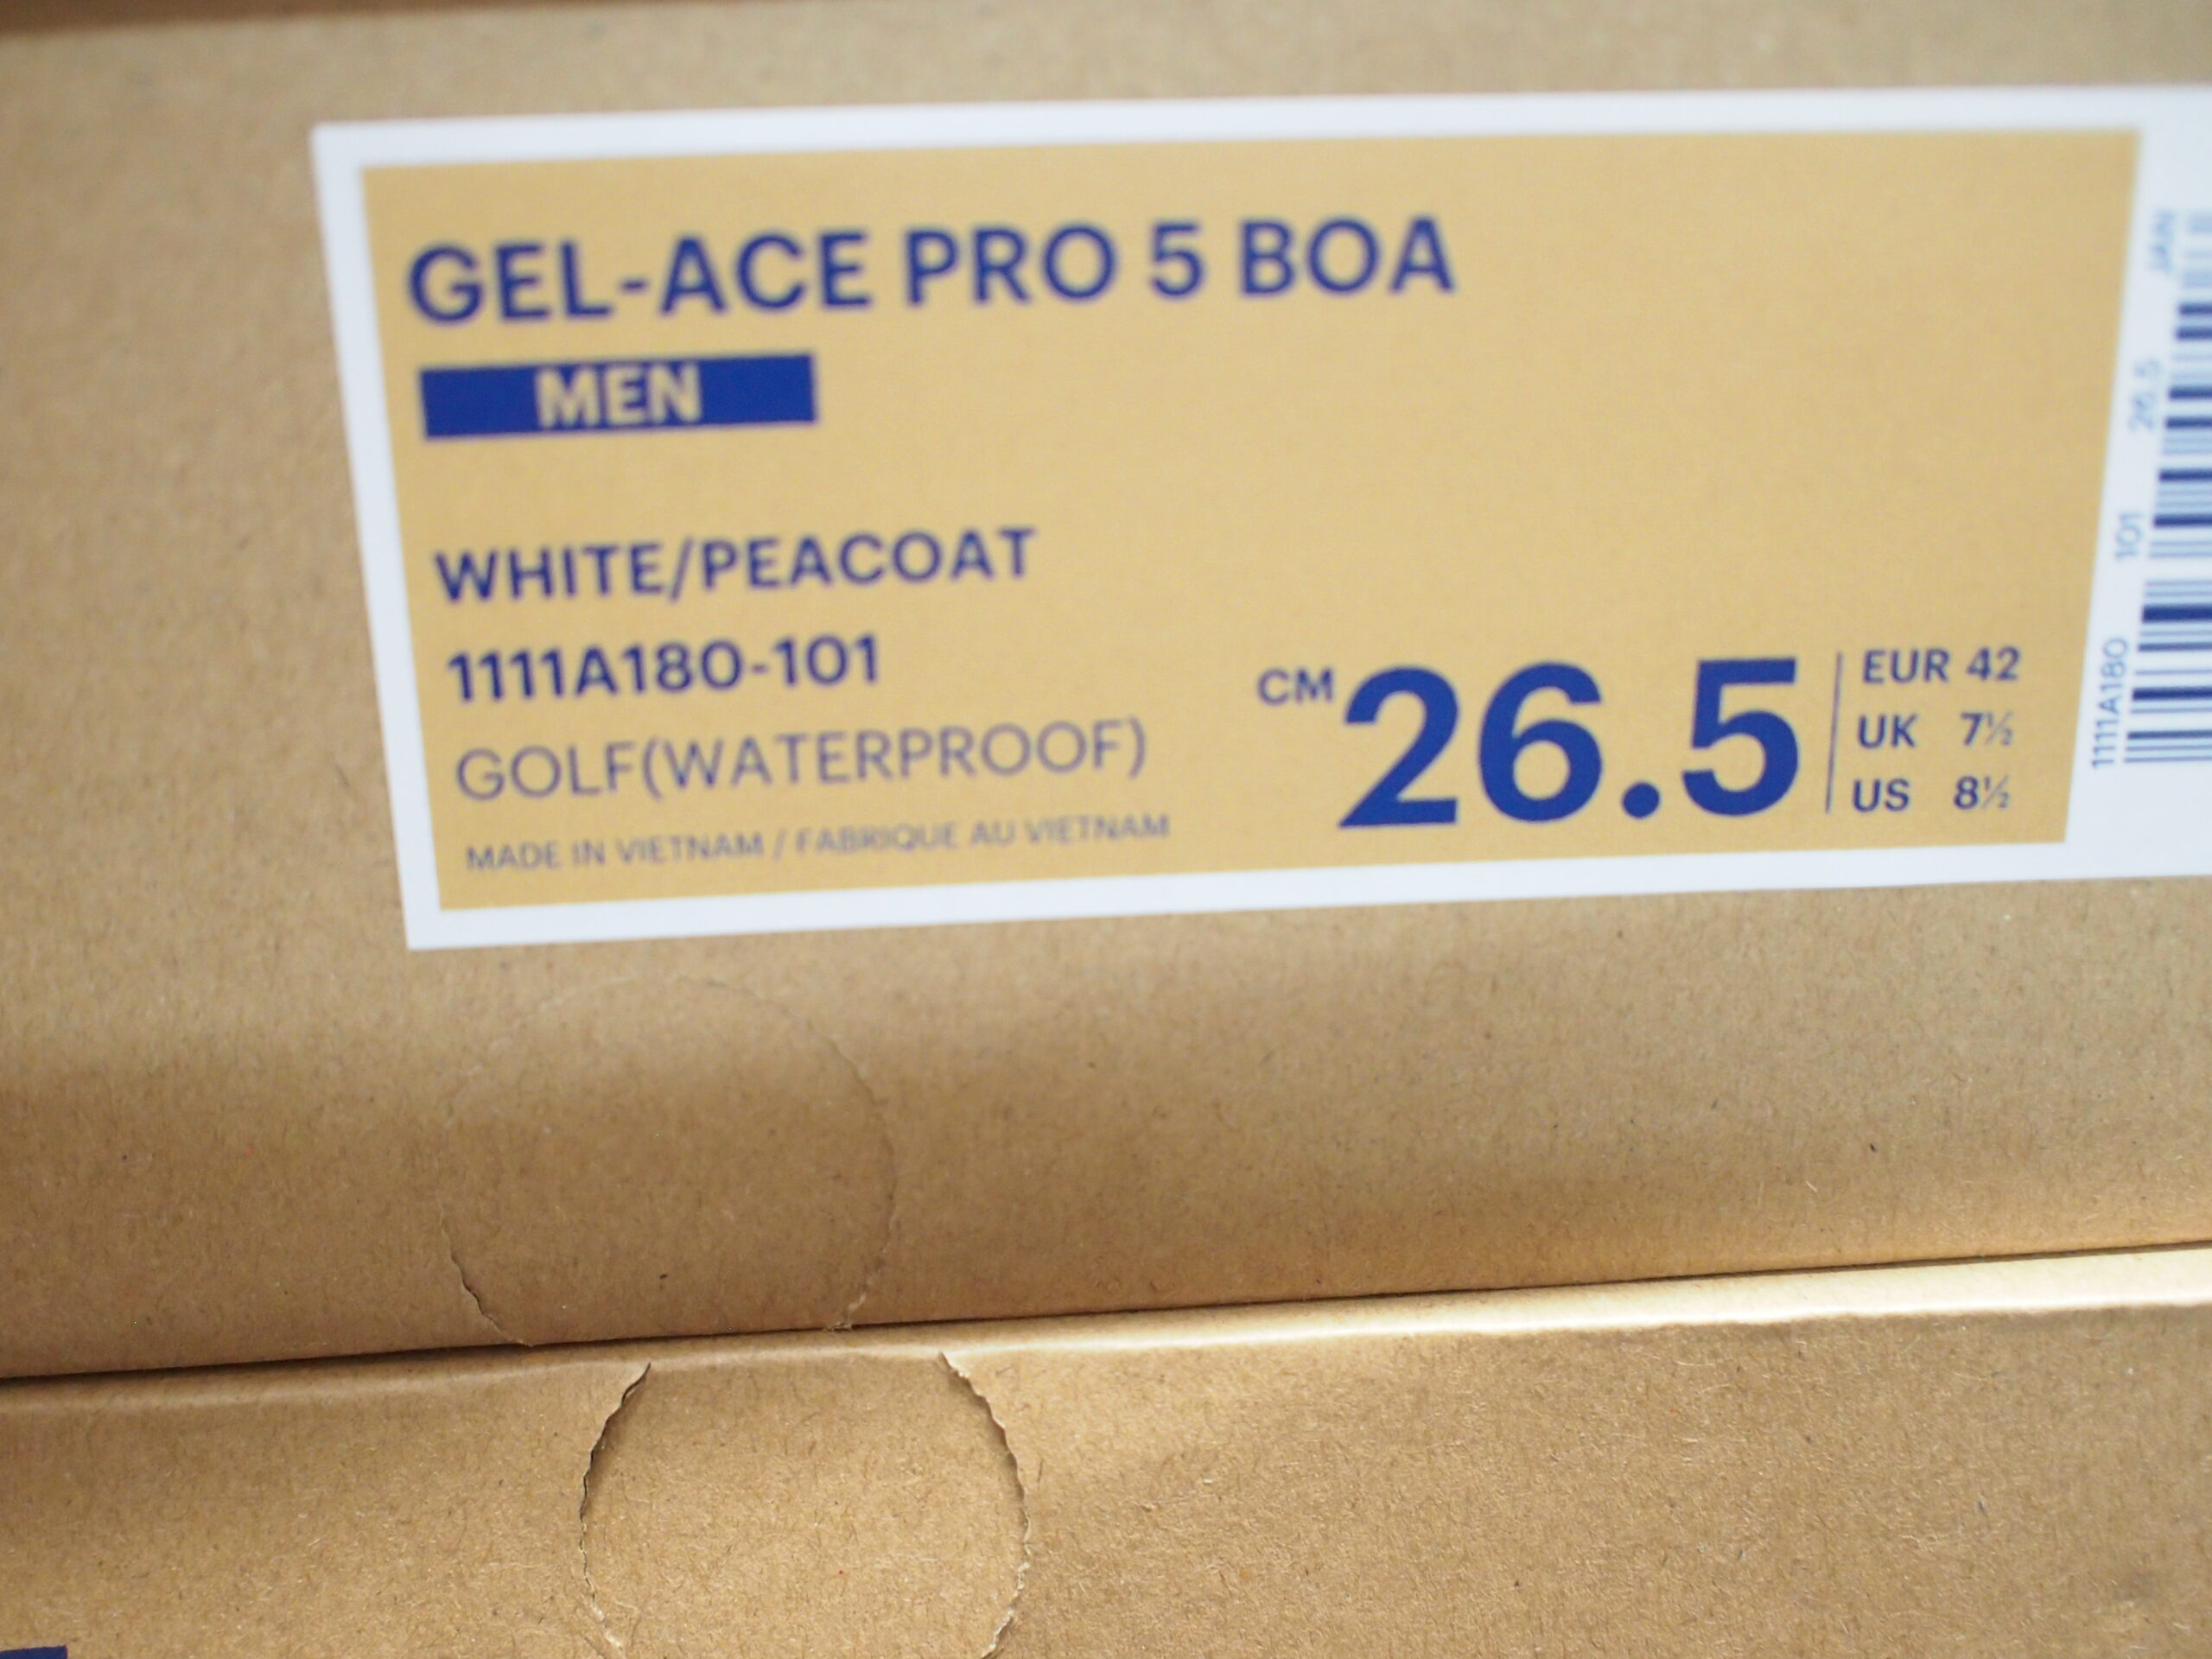 GEL-ACE PRO 5 BOA
MEN
WHITE/PEACOAT
1111A180-101
GOLF(WATERPROOF)
MADE IN VIETNAM / FABRIQUE AU VIETNAM
CM 26.5
EUR 42
UK 7½
US 8½
1111A180 101 26.5 JAN